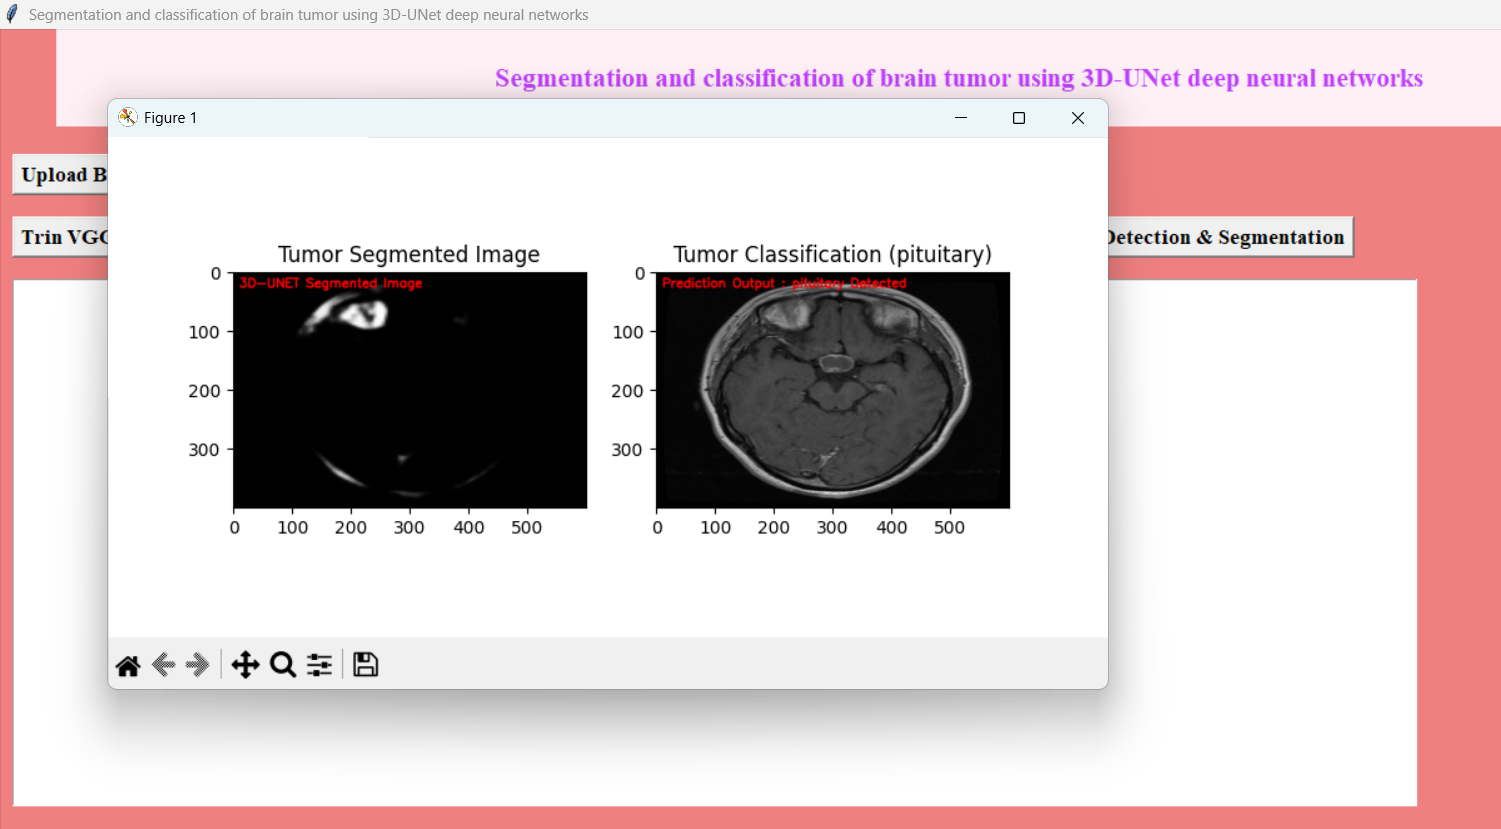 Segmentation and classification of brain tumor using 3D-UNet deep neural networks
Segmentation and classification of brain tumor using 3D-UNet deep neural networks
Figure 1
Upload B
Trin VGG
Detection & Segmentation
Tumor Segmented Image
Tumor Classification (pituitary)
3D-UNET Segmented Image
Prediction Output : pituitary Detected
0
100
200
300
0 100 200 300 400 500
0
100
200
300
0 100 200 300 400 500